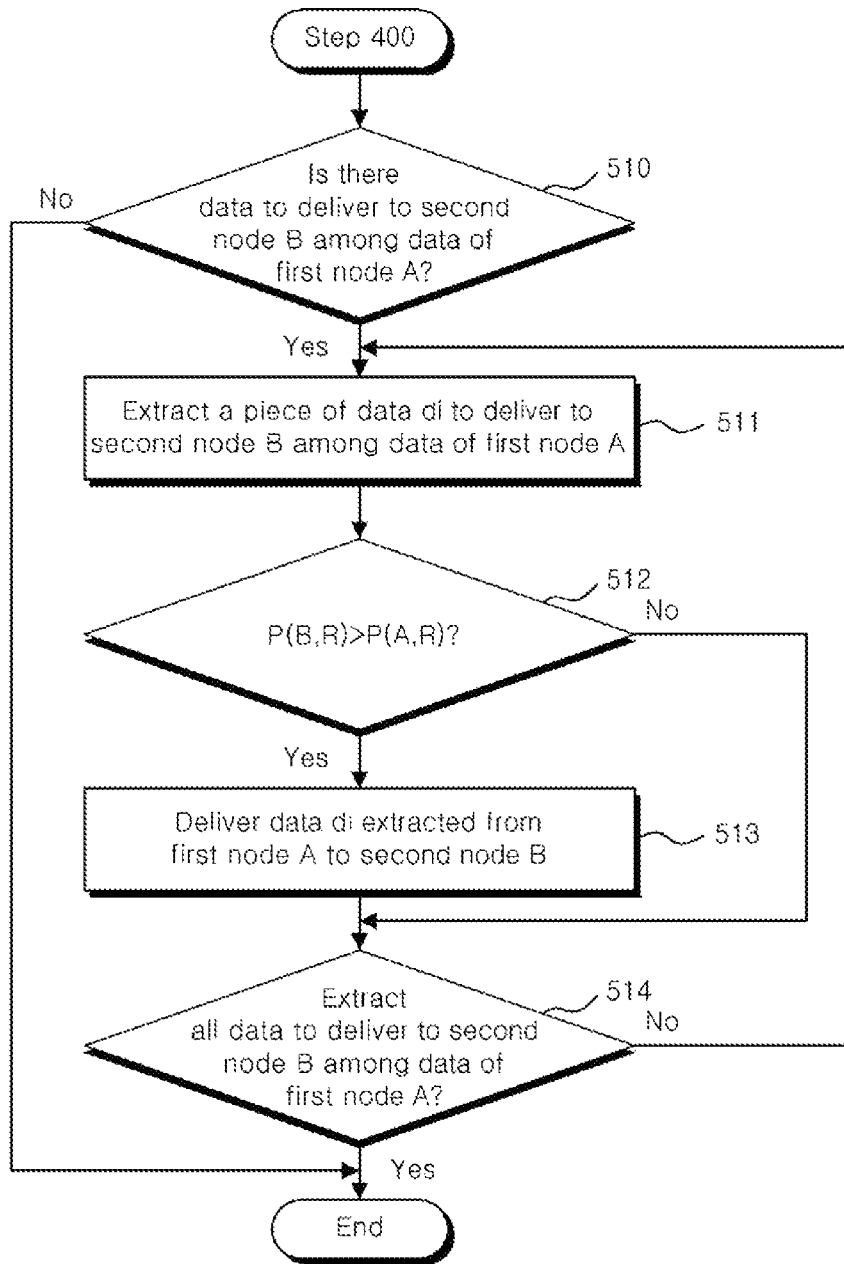 Step 400
Is there
data to deliver to second
node B among data of
first node A?
510
No
Yes
Extract a piece of data di to deliver to
second node B among data of first node A
511
P(B,R)>P(A,R)?
512
No
Yes
Deliver data di extracted from
first node A to second node B
513
Extract
all data to deliver to second
node B among data of
first node A?
514
No
Yes
End